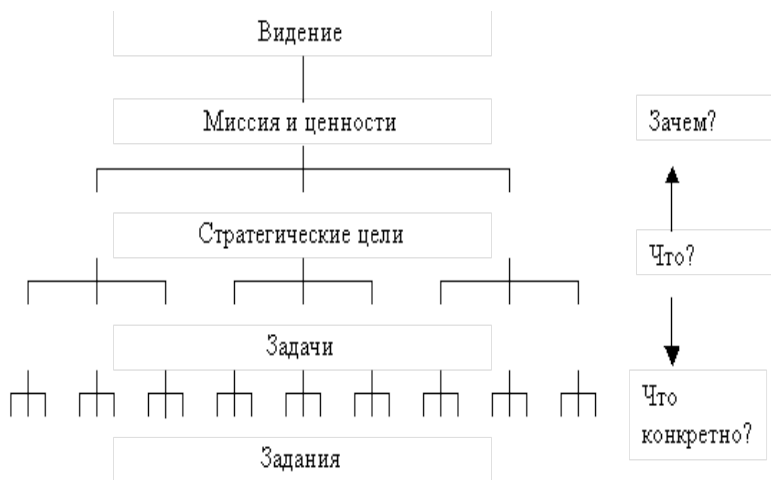 Видение
Миссия и ценности
Зачем?
Стратегические цели
Что?
Задачи
Что
конкретно?
Задания